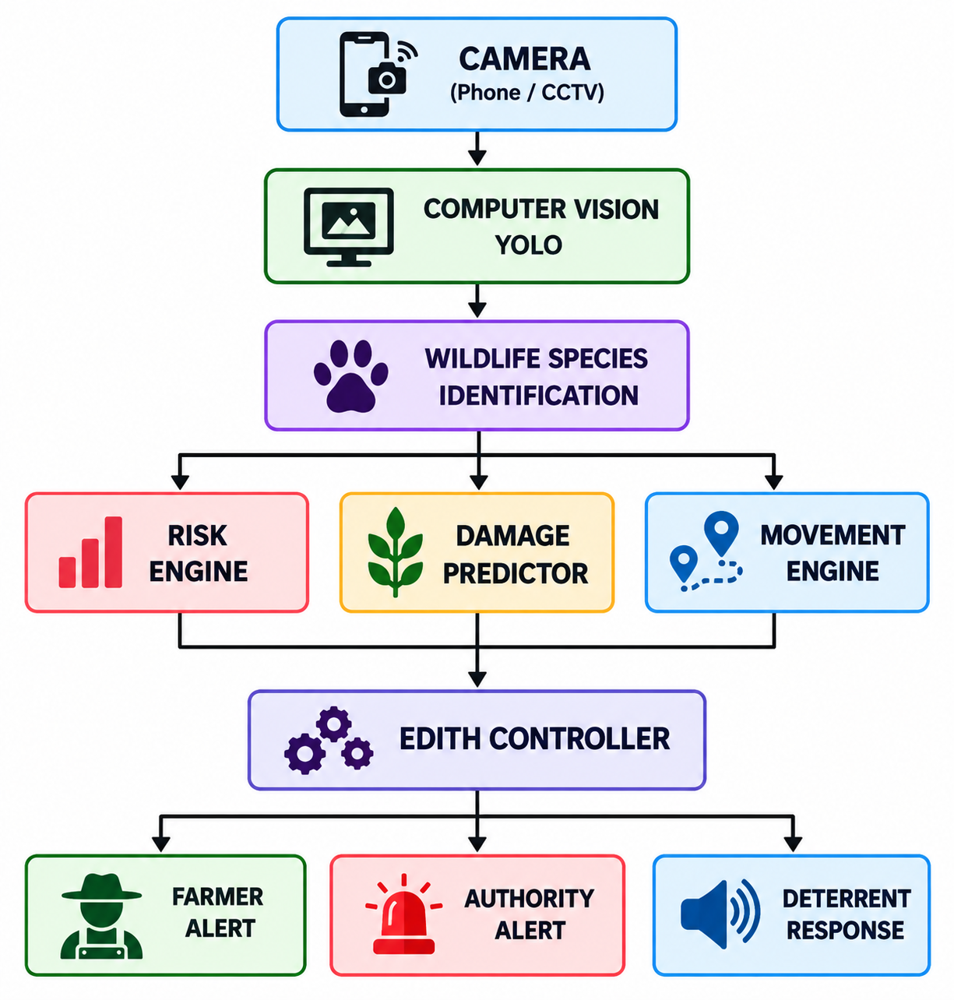 CAMERA
(Phone / CCTV)
COMPUTER VISION
YOLO
WILDLIFE SPECIES
IDENTIFICATION
RISK
ENGINE
DAMAGE
PREDICTOR
MOVEMENT
ENGINE
EDITH CONTROLLER
FARMER
ALERT
AUTHORITY
ALERT
DETERRENT
RESPONSE